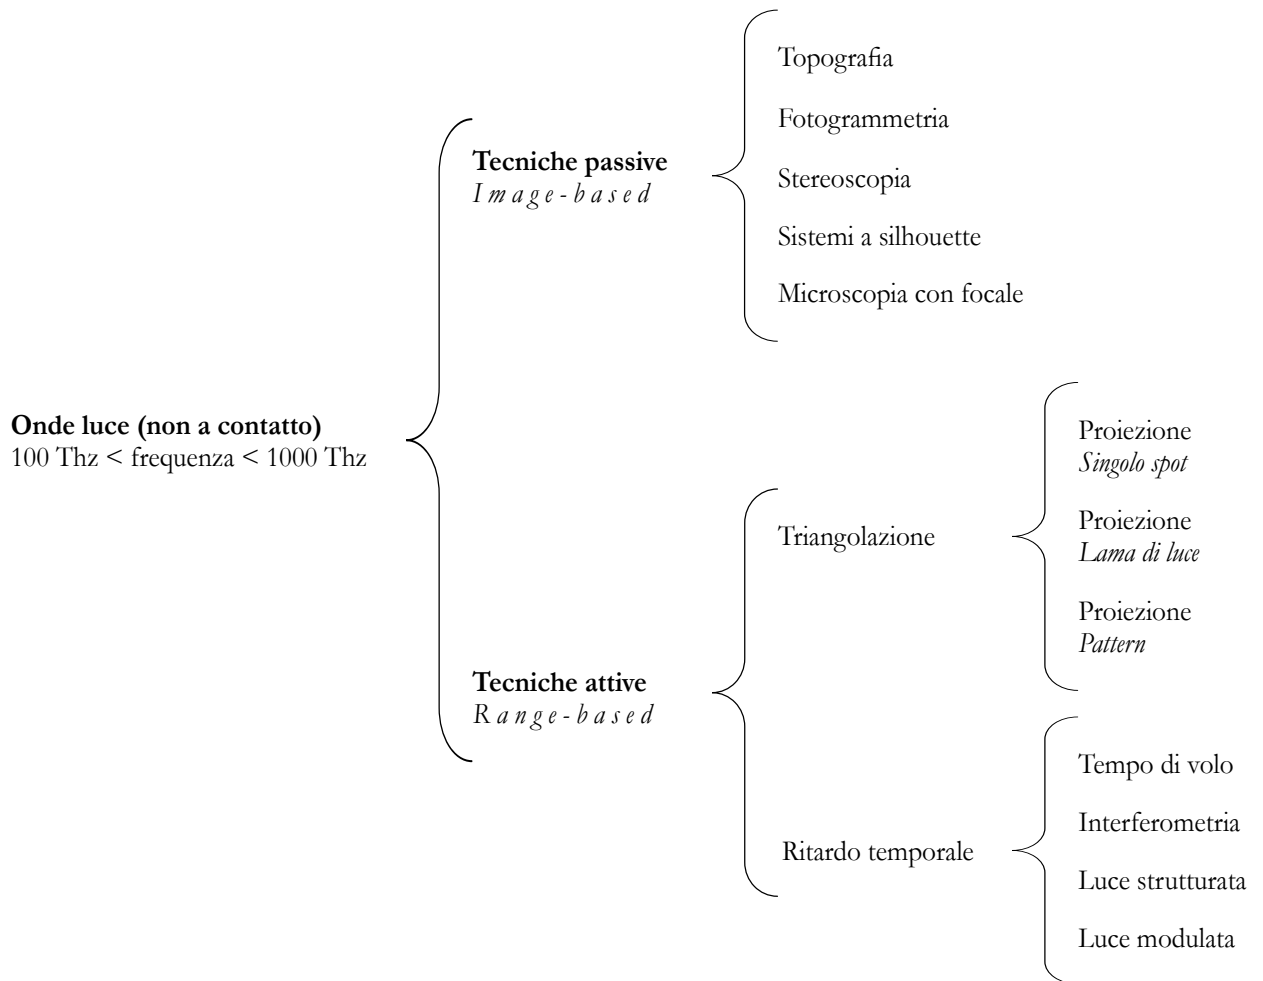 Onde luce (non a contatto)
100 Thz < frequenza < 1000 Thz
Tecniche passive
Image-based
Topografia
Fotogrammetria
Stereoscopia
Sistemi a silhouette
Microscopia con focale
Tecniche attive
Range-based
Triangolazione
Proiezione
Singolo spot
Proiezione
Lama di luce
Proiezione
Pattern
Ritardo temporale
Tempo di volo
Interferometria
Luce strutturata
Luce modulata